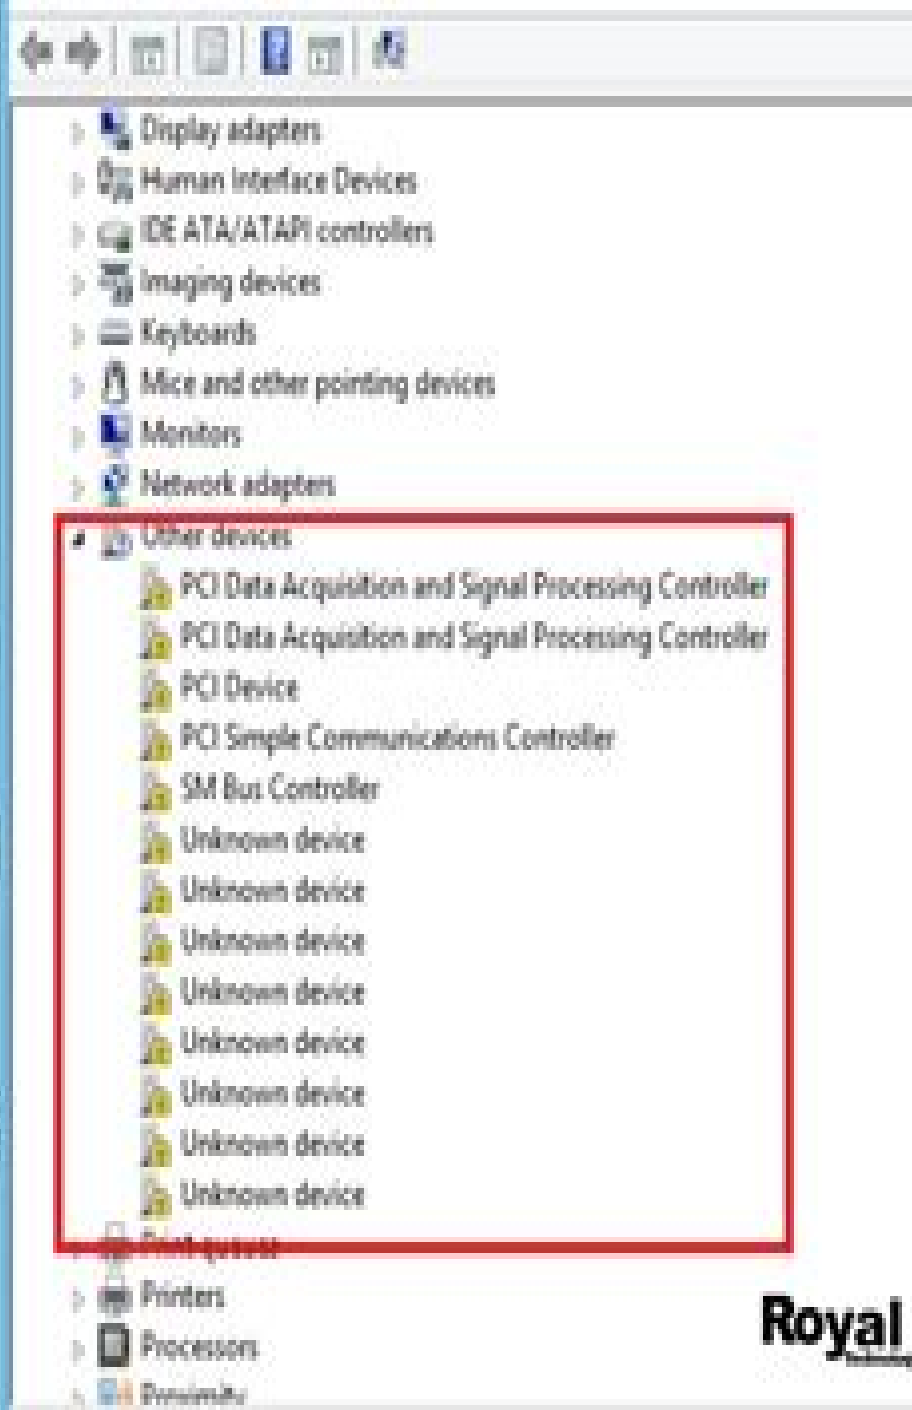 Display adapters
Human Interface Devices
IDE ATA/ATAPI controllers
Imaging devices
Keyboards
Mice and other pointing devices
Monitors
Network adapters
Other devices
PCI Data Acquisition and Signal Processing Controller
PCI Data Acquisition and Signal Processing Controller
PCI Device
PCI Simple Communications Controller
SM Bus Controller
Unknown device
Unknown device
Unknown device
Unknown device
Unknown device
Unknown device
Unknown device
Unknown device
Print queues
Printers
Processors
Proximity
Royal